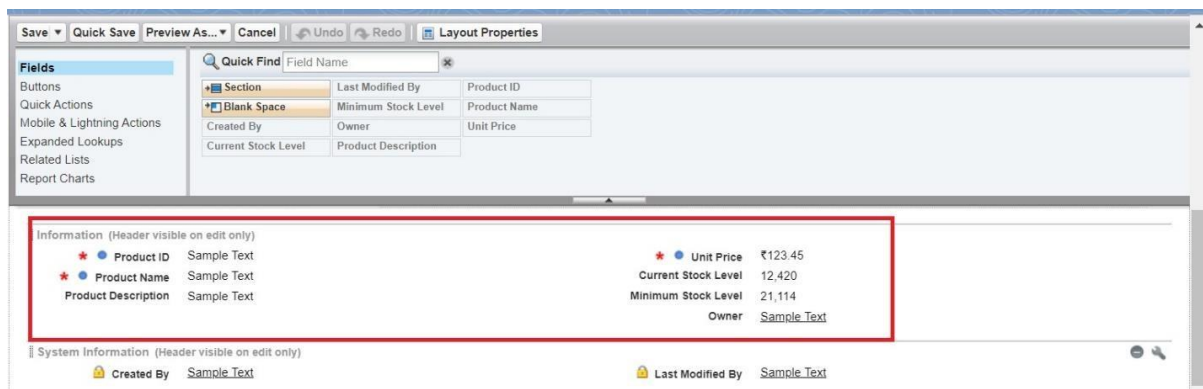 Save Quick Save Preview As... Cancel Undo Redo Layout Properties
Fields
Buttons
Quick Actions
Mobile & Lightning Actions
Expanded Lookups
Related Lists
Report Charts
Quick Find Field Name
Section Last Modified By Product ID
Blank Space Minimum Stock Level Product Name
Created By Owner Unit Price
Current Stock Level Product Description
Information (Header visible on edit only)
* Product ID Sample Text * Unit Price ₹123.45
* Product Name Sample Text Current Stock Level 12,420
Product Description Sample Text Minimum Stock Level 21,114
Owner Sample Text
System Information (Header visible on edit only)
Created By Sample Text Last Modified By Sample Text